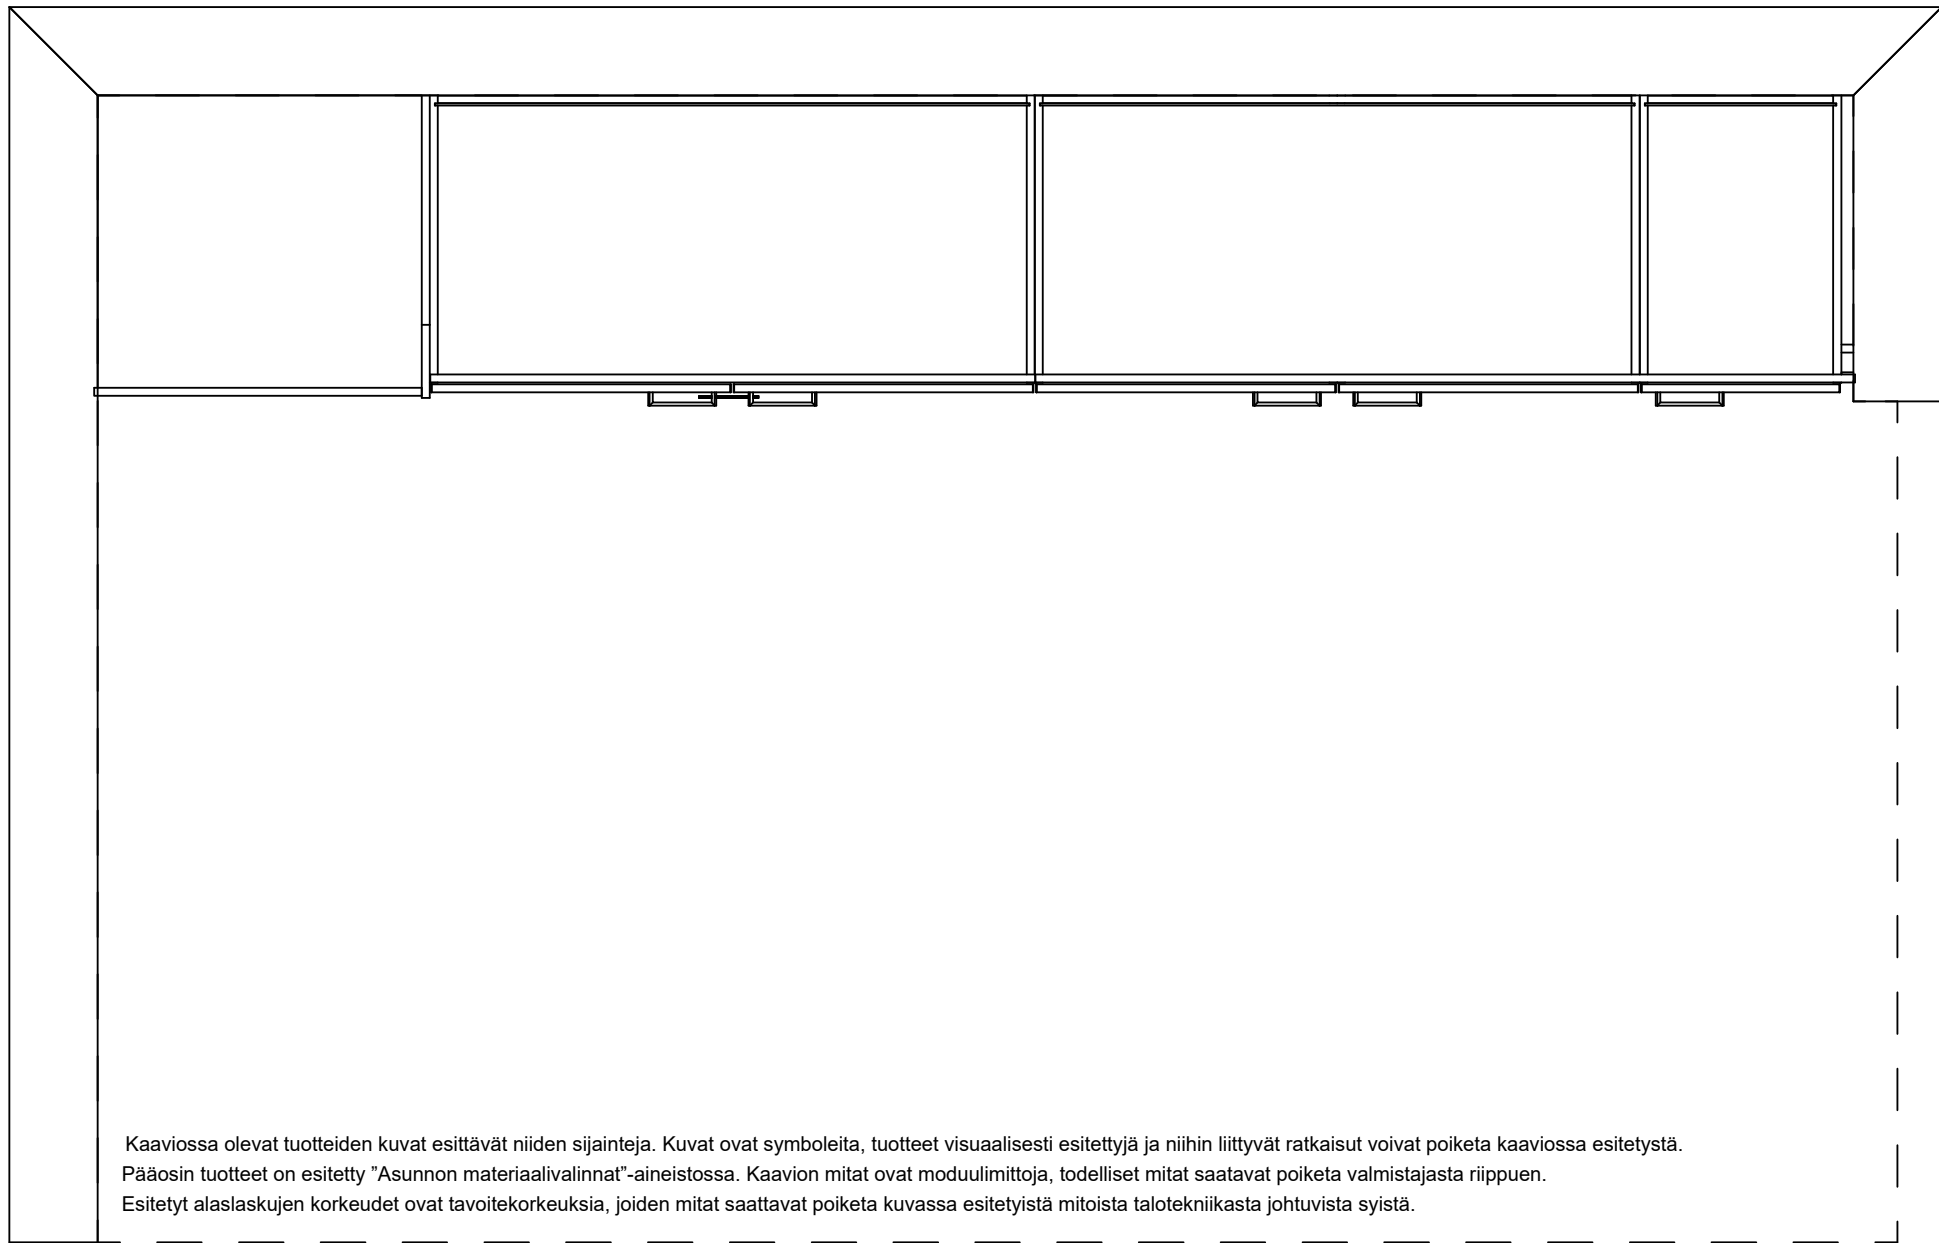 Kaaviossa olevat tuotteiden kuvat esittävät niiden sijainteja. Kuvat ovat symboleita, tuotteet visuaalisesti esitettyjä ja niihin liittyvät ratkaisut voivat poiketa kaaviossa esitetystä.
Pääosin tuotteet on esitetty ”Asunnon materiaalivalinnat”-aineistossa. Kaavion mitat ovat moduulimittoja, todelliset mitat saatavat poiketa valmistajasta riippuen.
Esitetyt alaslaskujen korkeudet ovat tavoitekorkeuksia, joiden mitat saattavat poiketa kuvassa esitetyistä mitoista talotekniikasta johtuvista syistä.